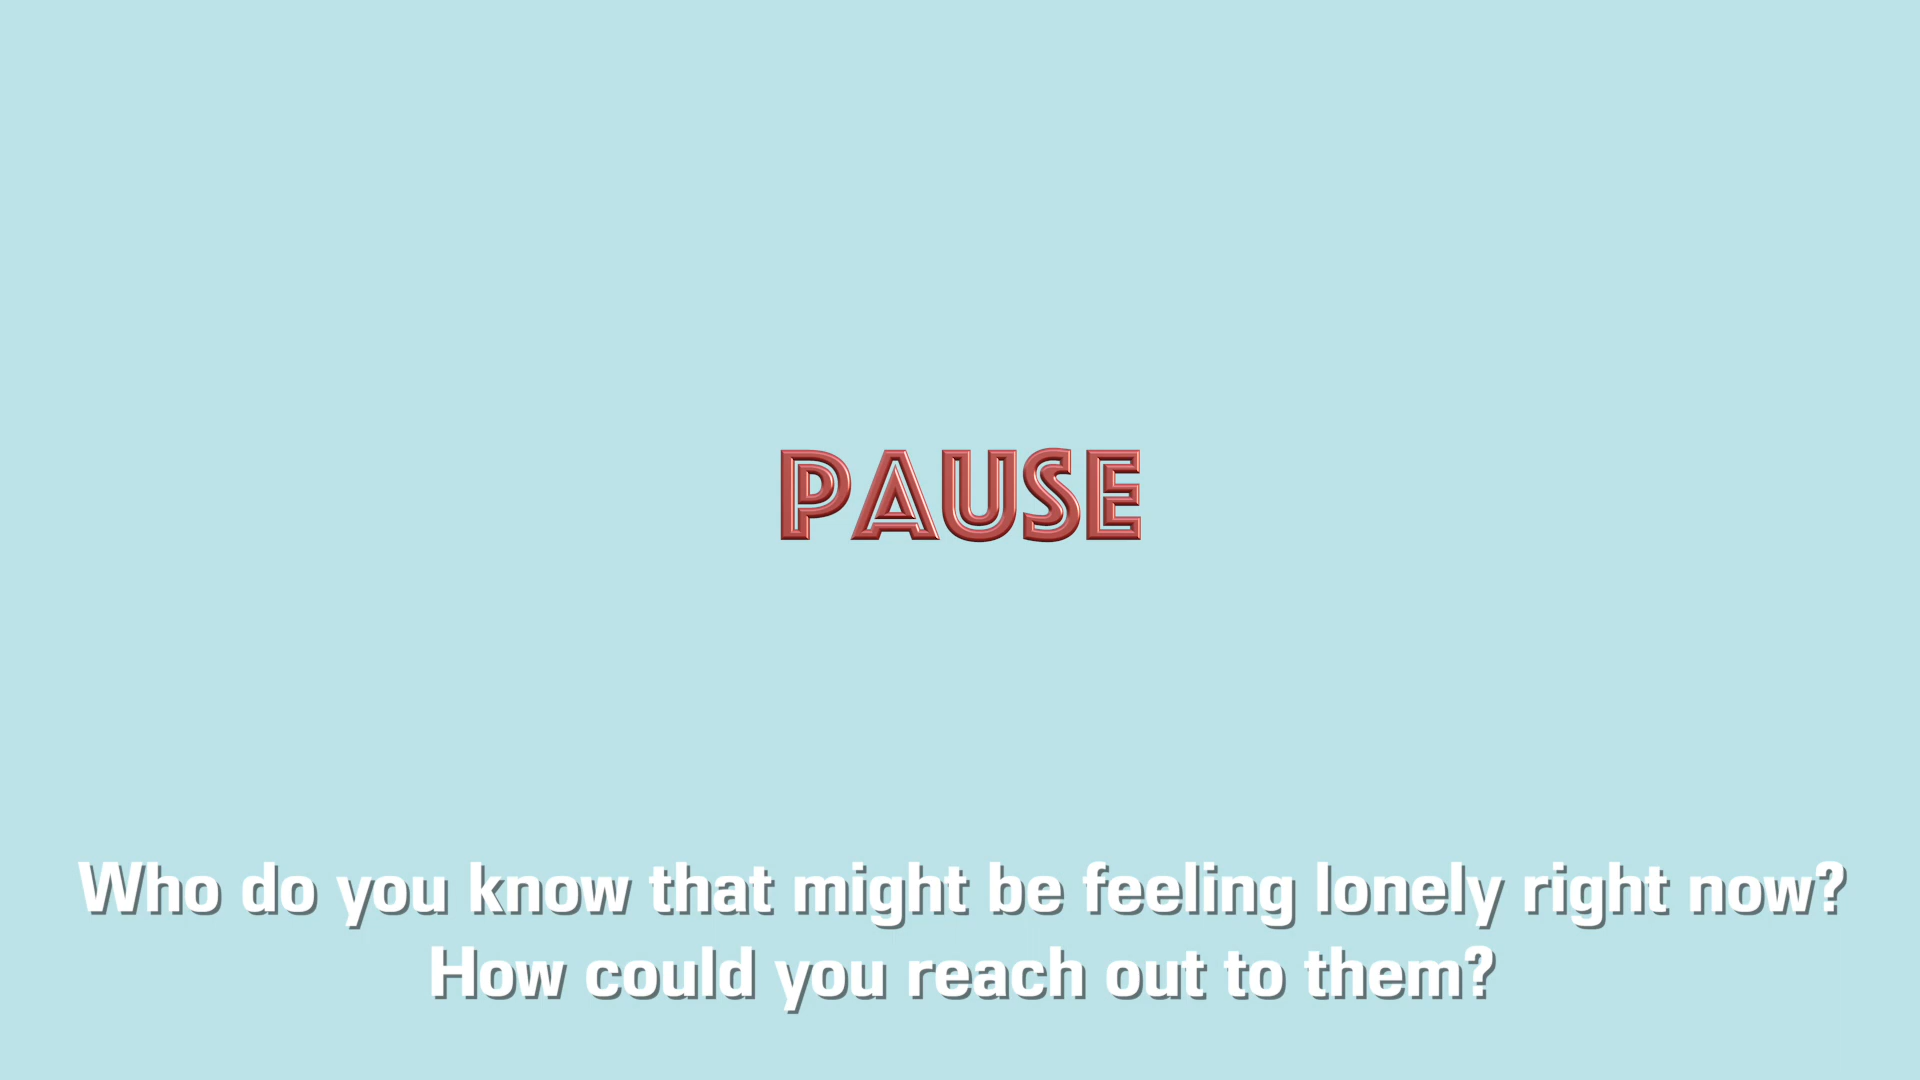 PAUSE
Who do you know that might be feeling lonely right now?
How could you reach out to them?